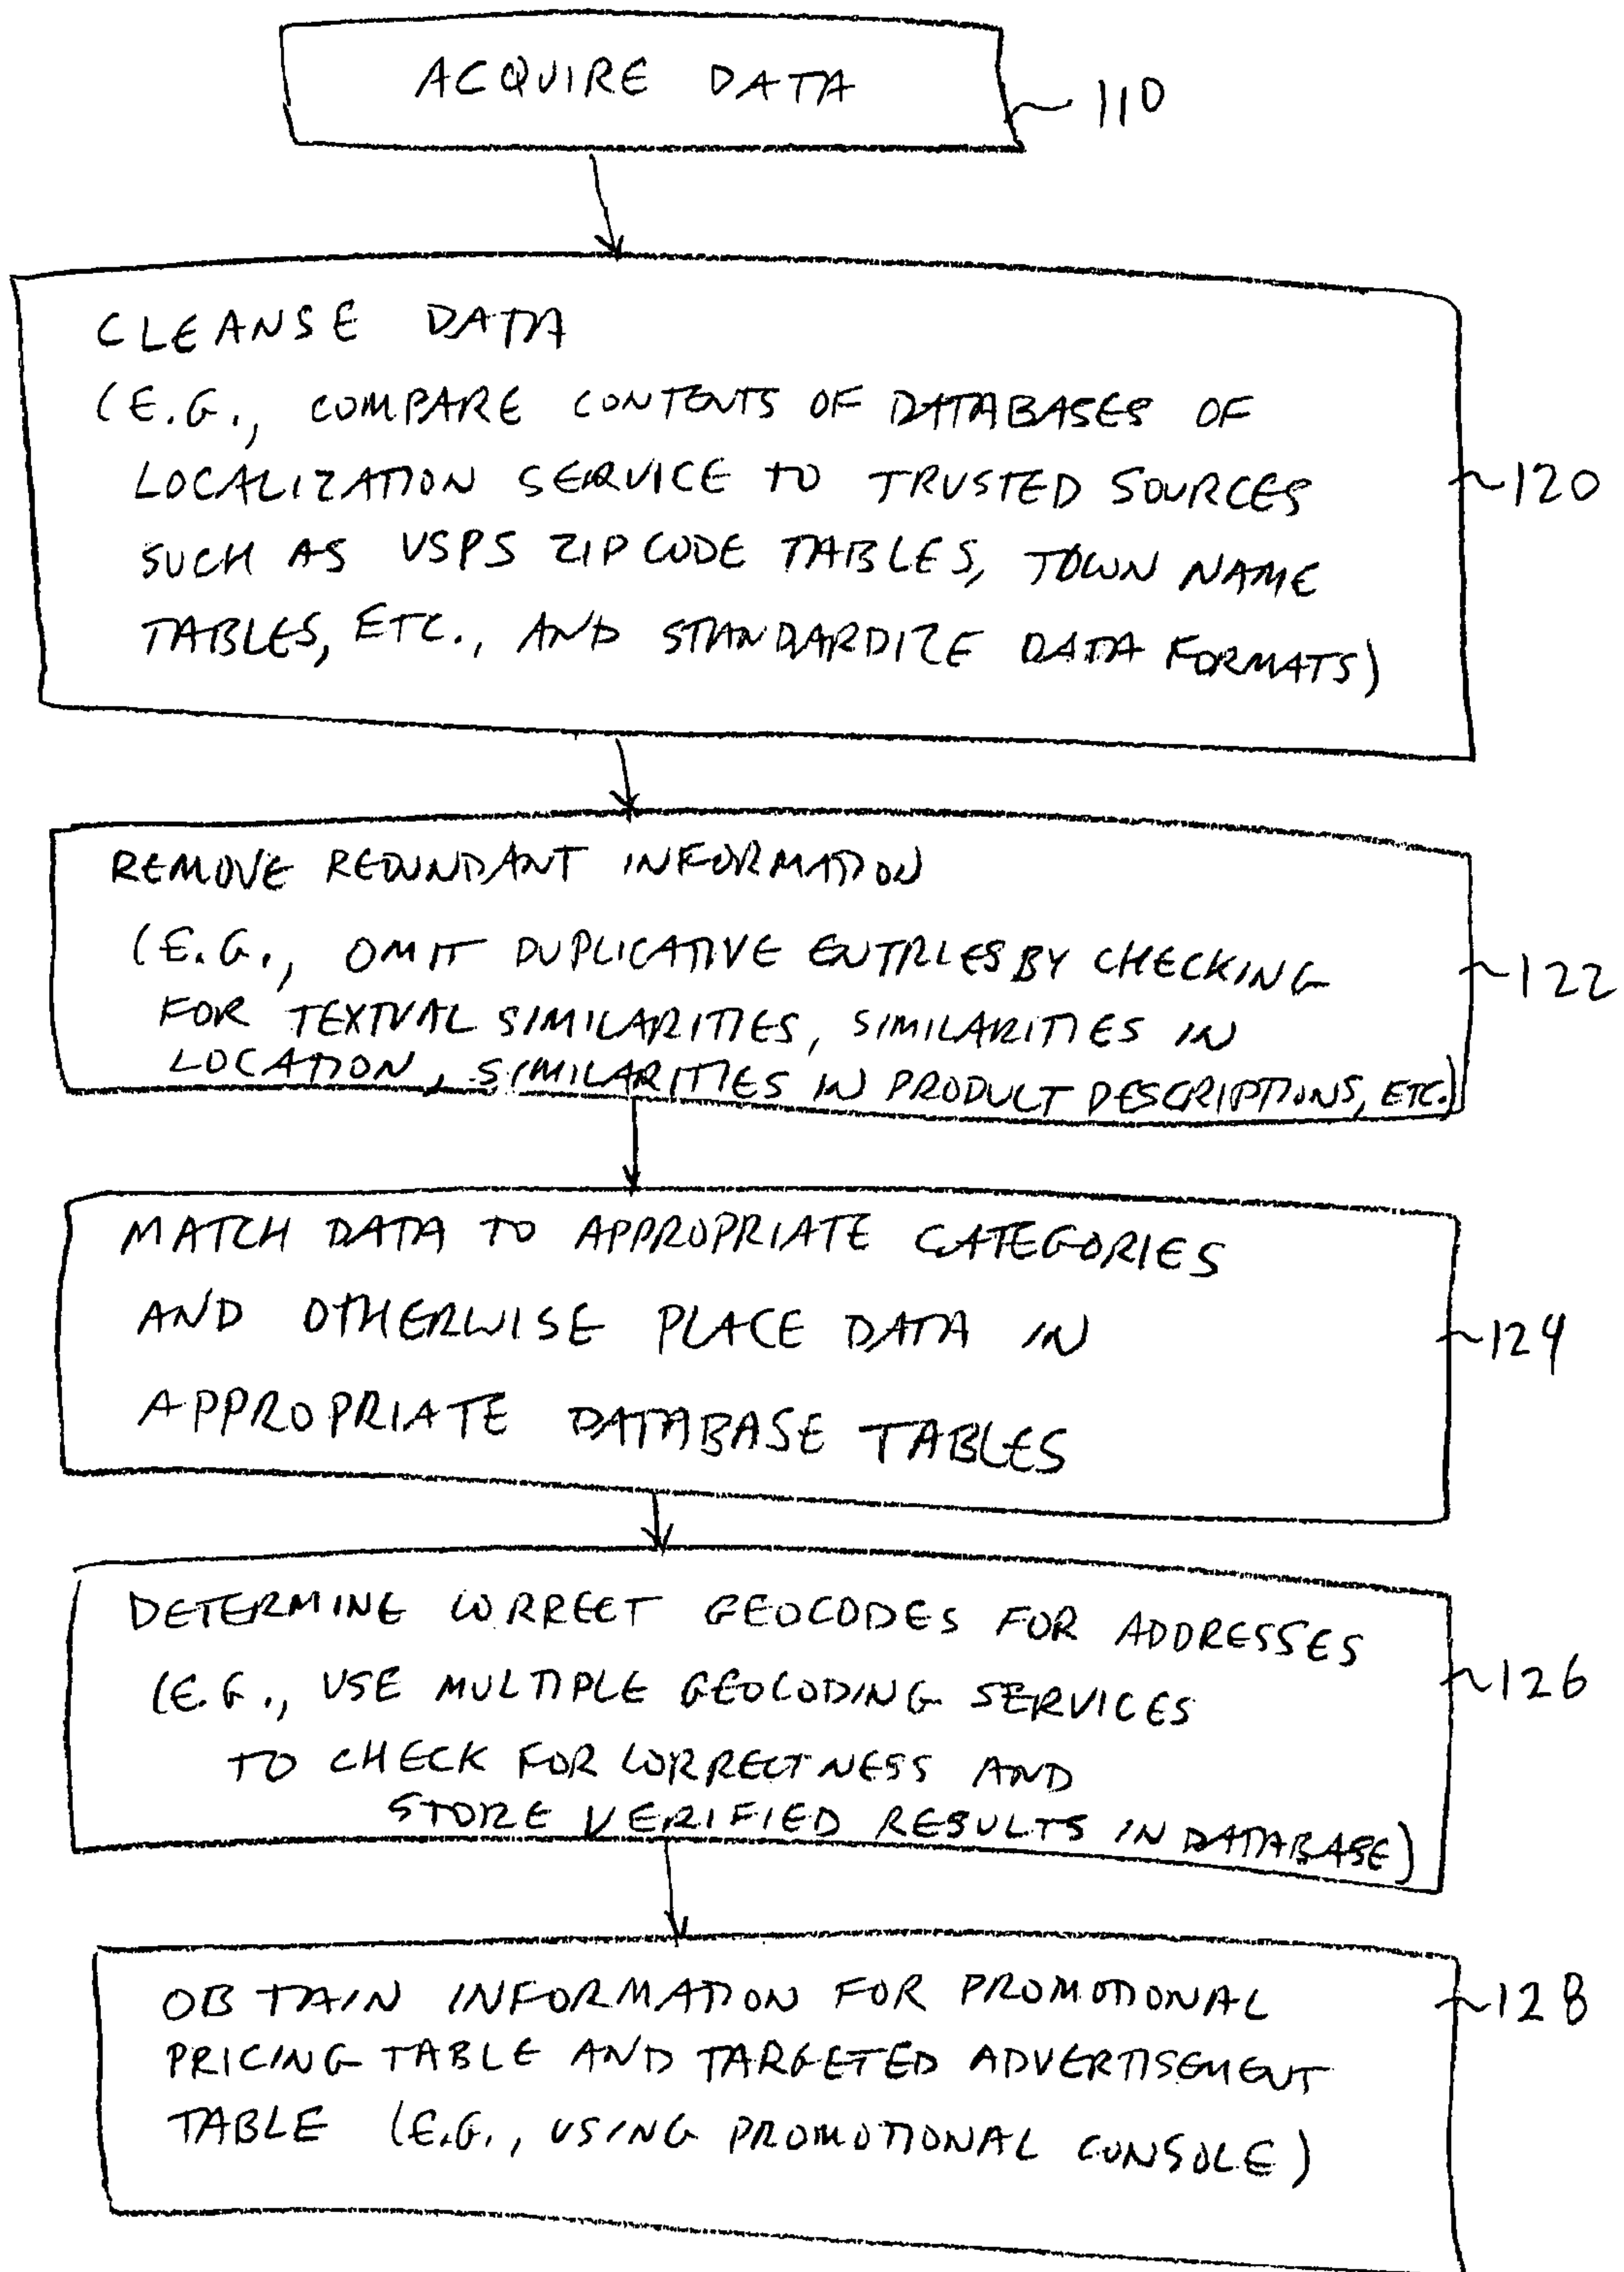 ACQUIRE DATA
110
CLEANSE DATA
(E.G., COMPARE CONTENTS OF DATABASES OF
LOCALIZATION SERVICE TO TRUSTED SOURCES
120
SUCH AS USPS ZIP CODE TABLES, TOWN NAME
TABLES, ETC., AND STANDARDIZE DATA FORMATS)
REMOVE REDUNDANT INFORMATION
(E.G., OMIT DUPLICATIVE ENTRIES BY CHECKING
122
FOR TEXTUAL SIMILARITIES, SIMILARITIES IN
LOCATION, SIMILARITIES IN PRODUCT DESCRIPTIONS, ETC.)
MATCH DATA TO APPROPRIATE CATEGORIES
AND OTHERWISE PLACE DATA IN
124
APPROPRIATE DATABASE TABLES
DETERMINE CORRECT GEOCODES FOR ADDRESSES
(E.G., USE MULTIPLE GEOCODING SERVICES
126
TO CHECK FOR CORRECTNESS AND
STORE VERIFIED RESULTS IN DATABASE)
OBTAIN INFORMATION FOR PROMOTIONAL
128
PRICING TABLE AND TARGETED ADVERTISEMENT
TABLE (E.G., USING PROMOTIONAL CONSOLE)